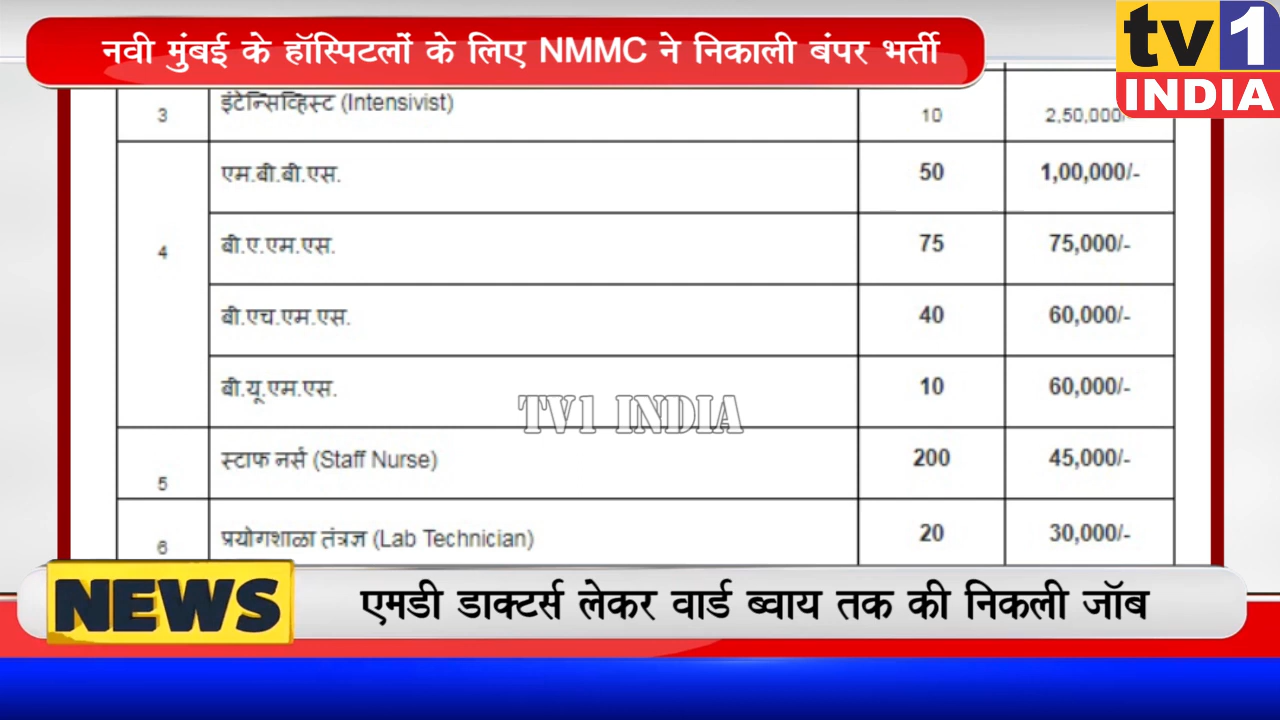 नवी मुंबई के हॉस्पिटलों के लिए NMMC ने निकाली बंपर भर्ती
tv1
INDIA
3 इंटेन्सिव्हिस्ट (Intensivist) 10 2,50,000/-
4
एम.बी.बी.एस. 50 1,00,000/-
बी.ए.एम.एस. 75 75,000/-
बी.एच.एम.एस. 40 60,000/-
बी.यू.एम.एस. 10 60,000/-
TV1 INDIA
5 स्टाफ नर्स (Staff Nurse) 200 45,000/-
6 प्रयोगशाळा तंत्रज्ञ (Lab Technician) 20 30,000/-
NEWS एमडी डाक्टर्स लेकर वार्ड ब्वाय तक की निकली जॉब